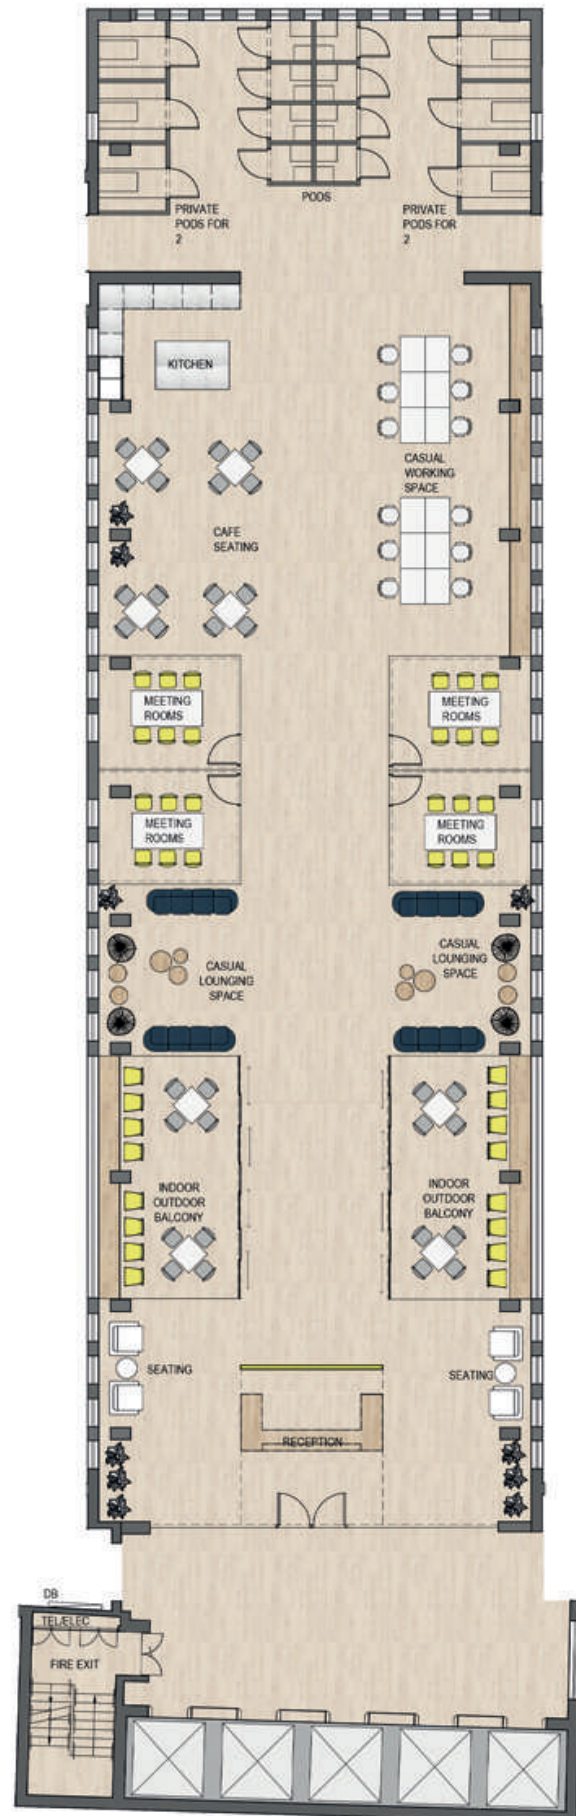 PODS
PRIVATE
PODS FOR
2
PRIVATE
PODS FOR
2
KITCHEN
CASUAL
WORKING
SPACE
CAFE
SEATING
MEETING
ROOMS
MEETING
ROOMS
MEETING
ROOMS
MEETING
ROOMS
CASUAL
LOUNGING
SPACE
CASUAL
LOUNGING
SPACE
INDOOR
OUTDOOR
BALCONY
INDOOR
OUTDOOR
BALCONY
SEATING
SEATING
RECEPTION
DB
TEL/ELEC
FIRE EXIT